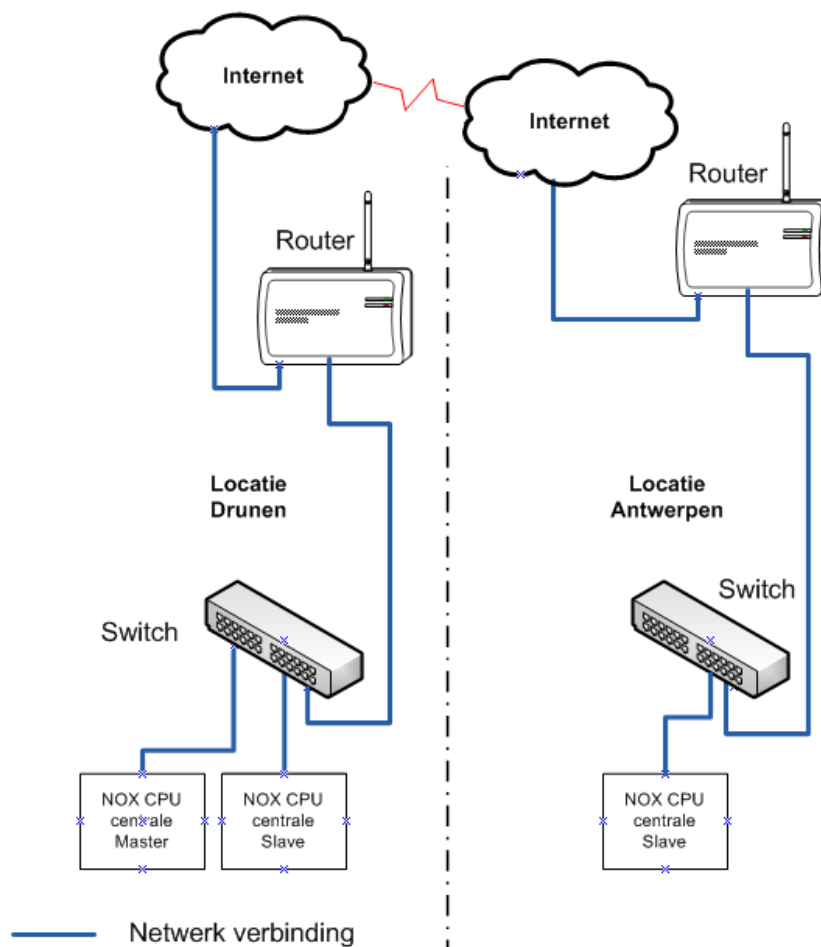 Internet
Internet
Router
Router
Locatie
Drunen
Locatie
Antwerpen
Switch
Switch
NOX CPU
centrale
Master
NOX CPU
centrale
Slave
NOX CPU
centrale
Slave
Netwerk verbinding